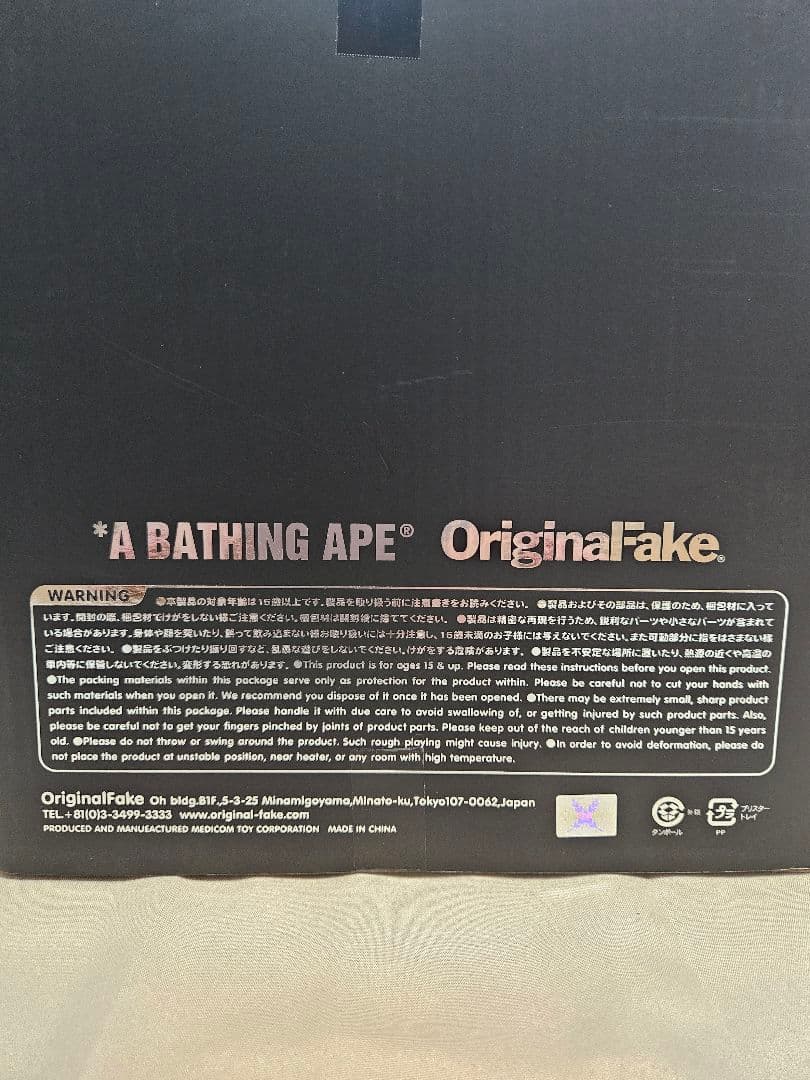 *A BATHING APE® OriginalFake®
WARNING
●本製品の対象年齢は15歳以上です。製品を取り扱う前に注意書きをお読みください。 ●製品およびその部品は、保護のため、梱包材に入って
います。開封の際、梱包材でけがをしない様ご注意ください。梱包材は開封後に捨ててください。 ●製品は精密な再現を行うため、鋭利なパーツや小さなパーツが含まれて
いる場合があります。身体や顔を突いたり、誤って飲み込まない様お取り扱いには十分注意し、15歳未満のお子様には与えないでください。また可動部分に指をはさまない様
ご注意ください。 ●製品をぶつけたり振り回すなど、乱暴な遊びをしないでください。けがをする危険があります。 ●製品を不安定な場所に置いたり、熱源の近くや高温の
車内等に保管しないでください。変形する恐れがあります。 ●This product is for ages 15 & up. Please read these instructions before you open this product.
●The packing materials within this package serve only as protection for the product within. Please be careful not to cut your hands with
such materials when you open it. We recommend you dispose of it once it has been opened. ●There may be extremely small, sharp product
parts included within this package. Please handle it with due care to avoid swallowing of, or getting injured by such product parts. Also,
please be careful not to get your fingers pinched by joints of product parts. Please keep out of the reach of children younger than 15 years
old. ●Please do not throw or swing around the product. Such rough playing might cause injury. ●In order to avoid deformation, please do
not place the product at unstable position, near heater, or any room with high temperature.
OriginalFake Oh bldg.B1F.,5-3-25 Minamigoyama,Minato-ku,Tokyo107-0062,Japan
TEL.+81(0)3-3499-3333 www.original-fake.com
PRODUCED AND MANUEACTURED MEDICOM TOY CORPORATION MADE IN CHINA
外箱
ダンボール
プラ
PP
ブリスター
トレイ